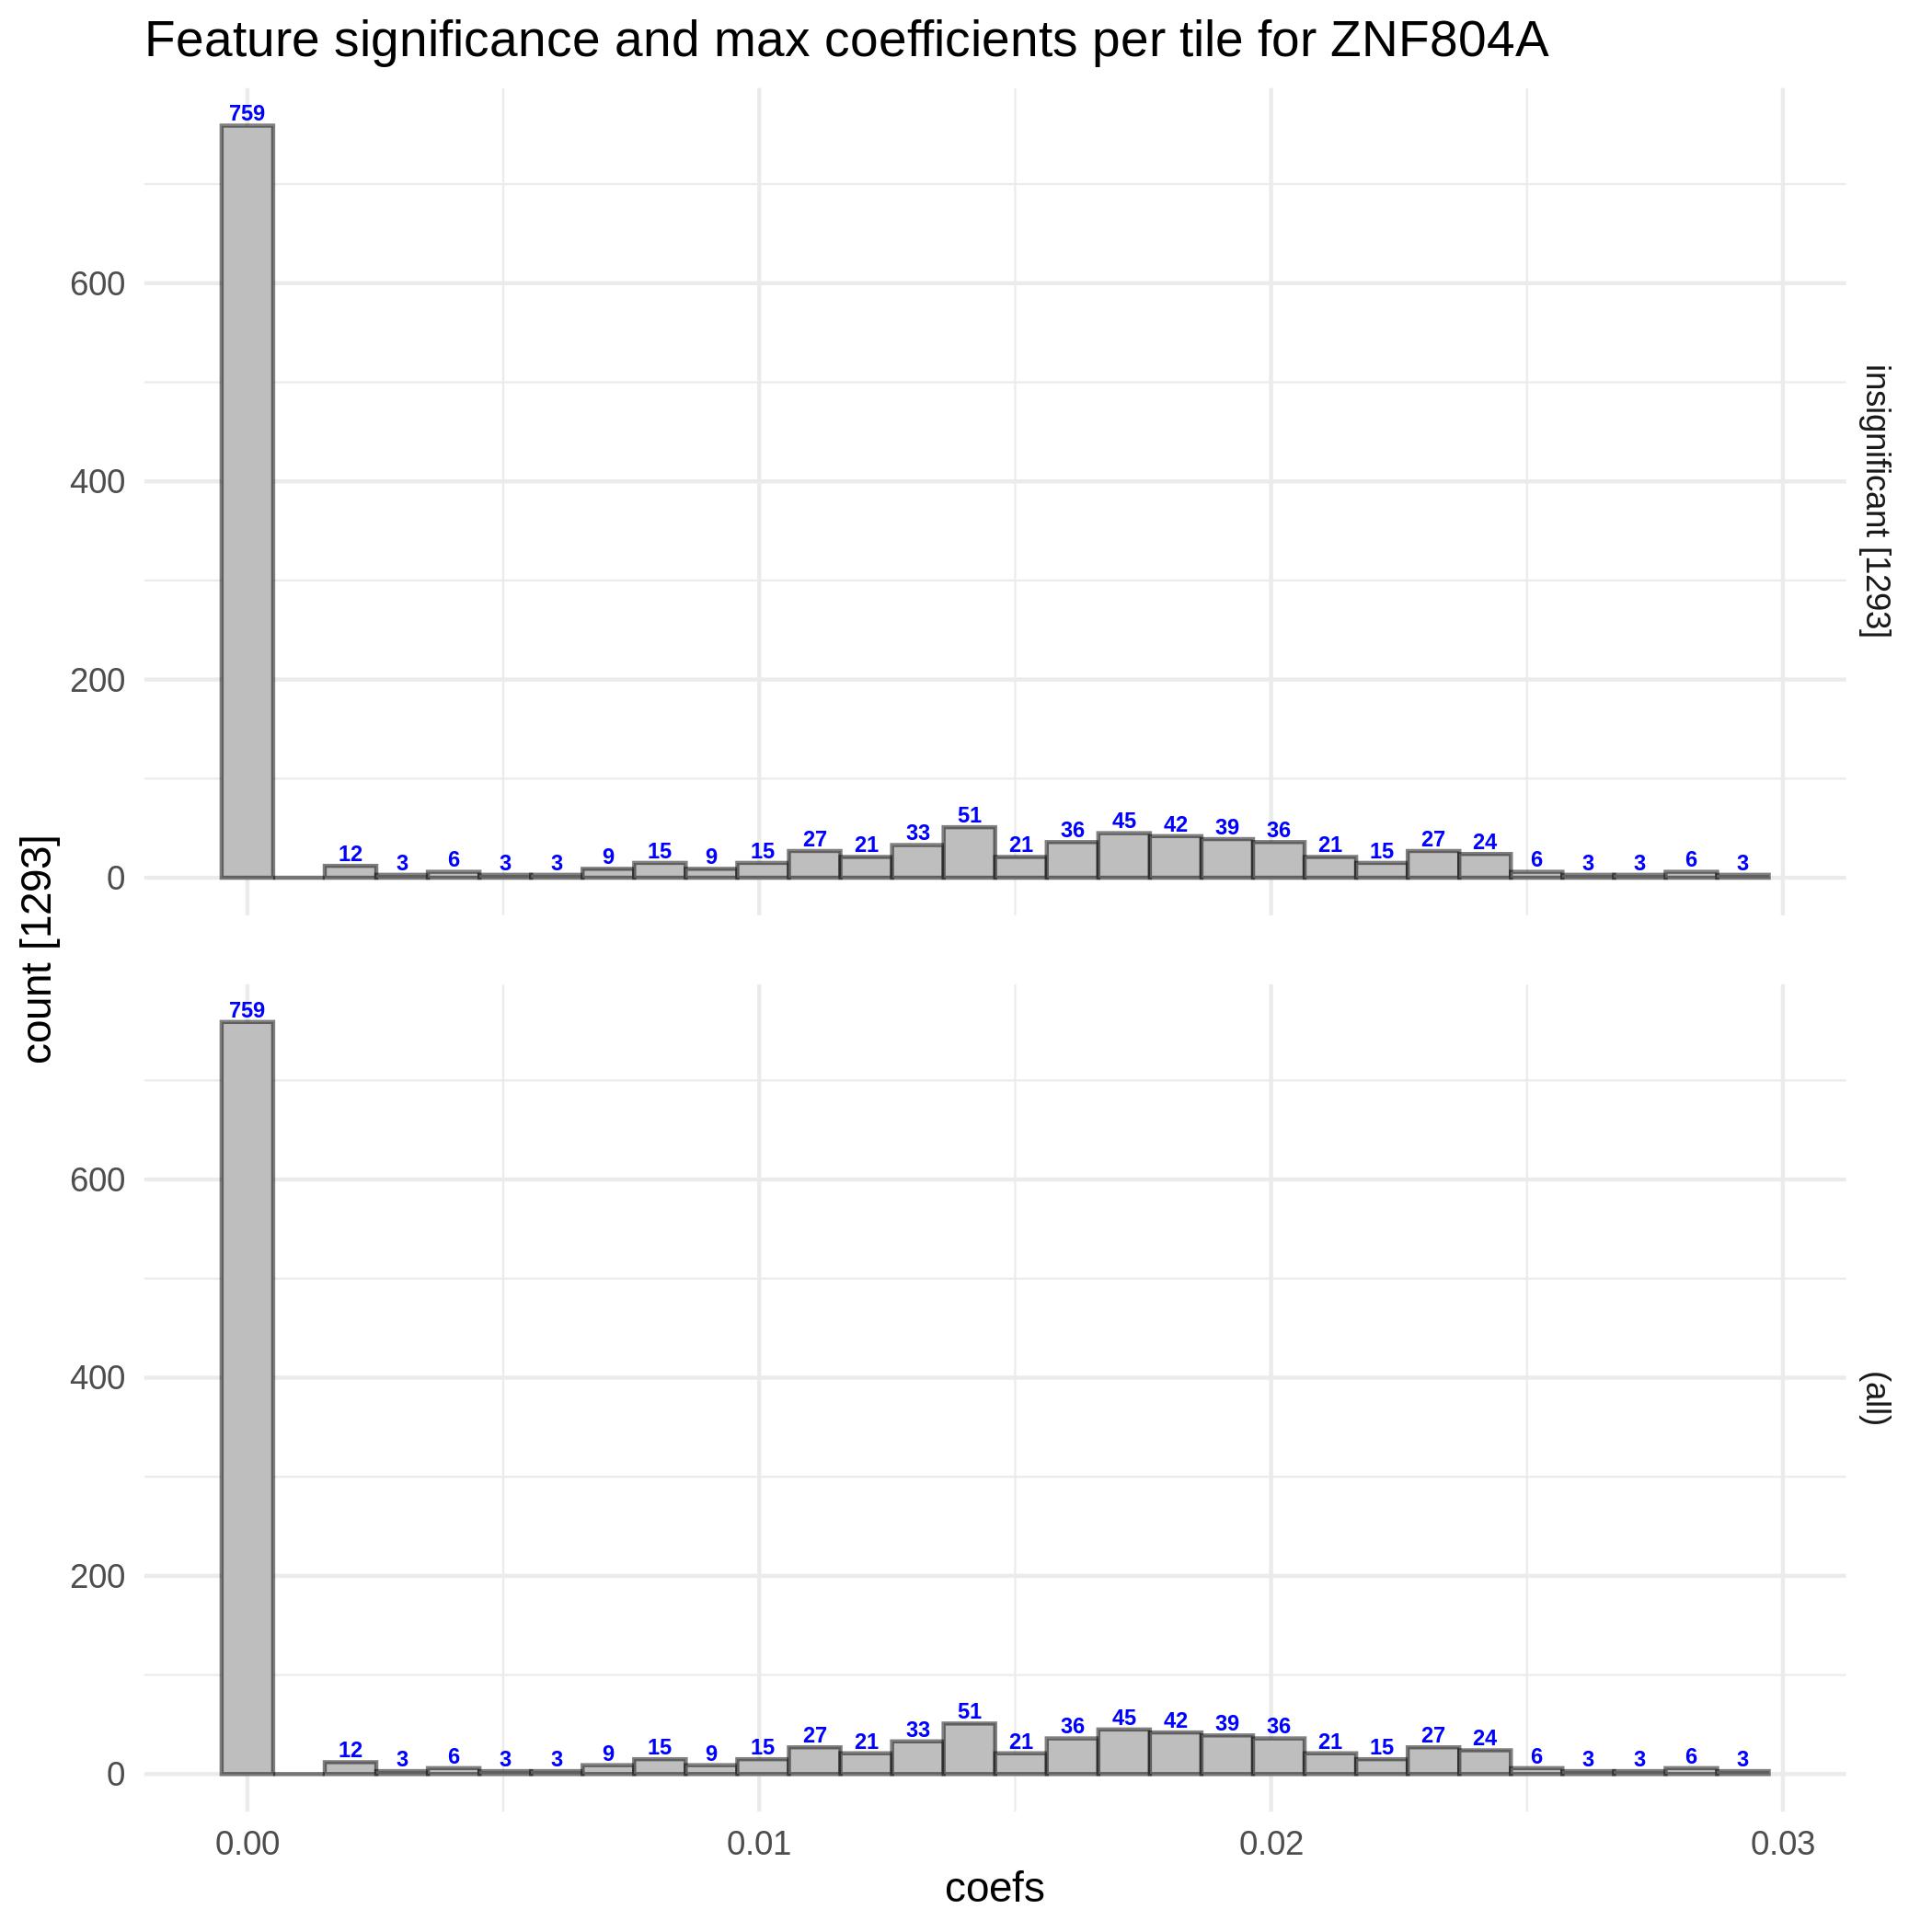 Feature significance and max coefficients per tile for ZNF804A
count [1293]
759
600
400
200
0
12 3 6 3 3 9 15 9 15 27 21 33 51 21 36 45 42 39 36 21 15 27 24 6 3 3 6 3
insignificant [1293]
759
600
400
200
0
12 3 6 3 3 9 15 9 15 27 21 33 51 21 36 45 42 39 36 21 15 27 24 6 3 3 6 3
(all)
0.00 0.01 0.02 0.03
coefs